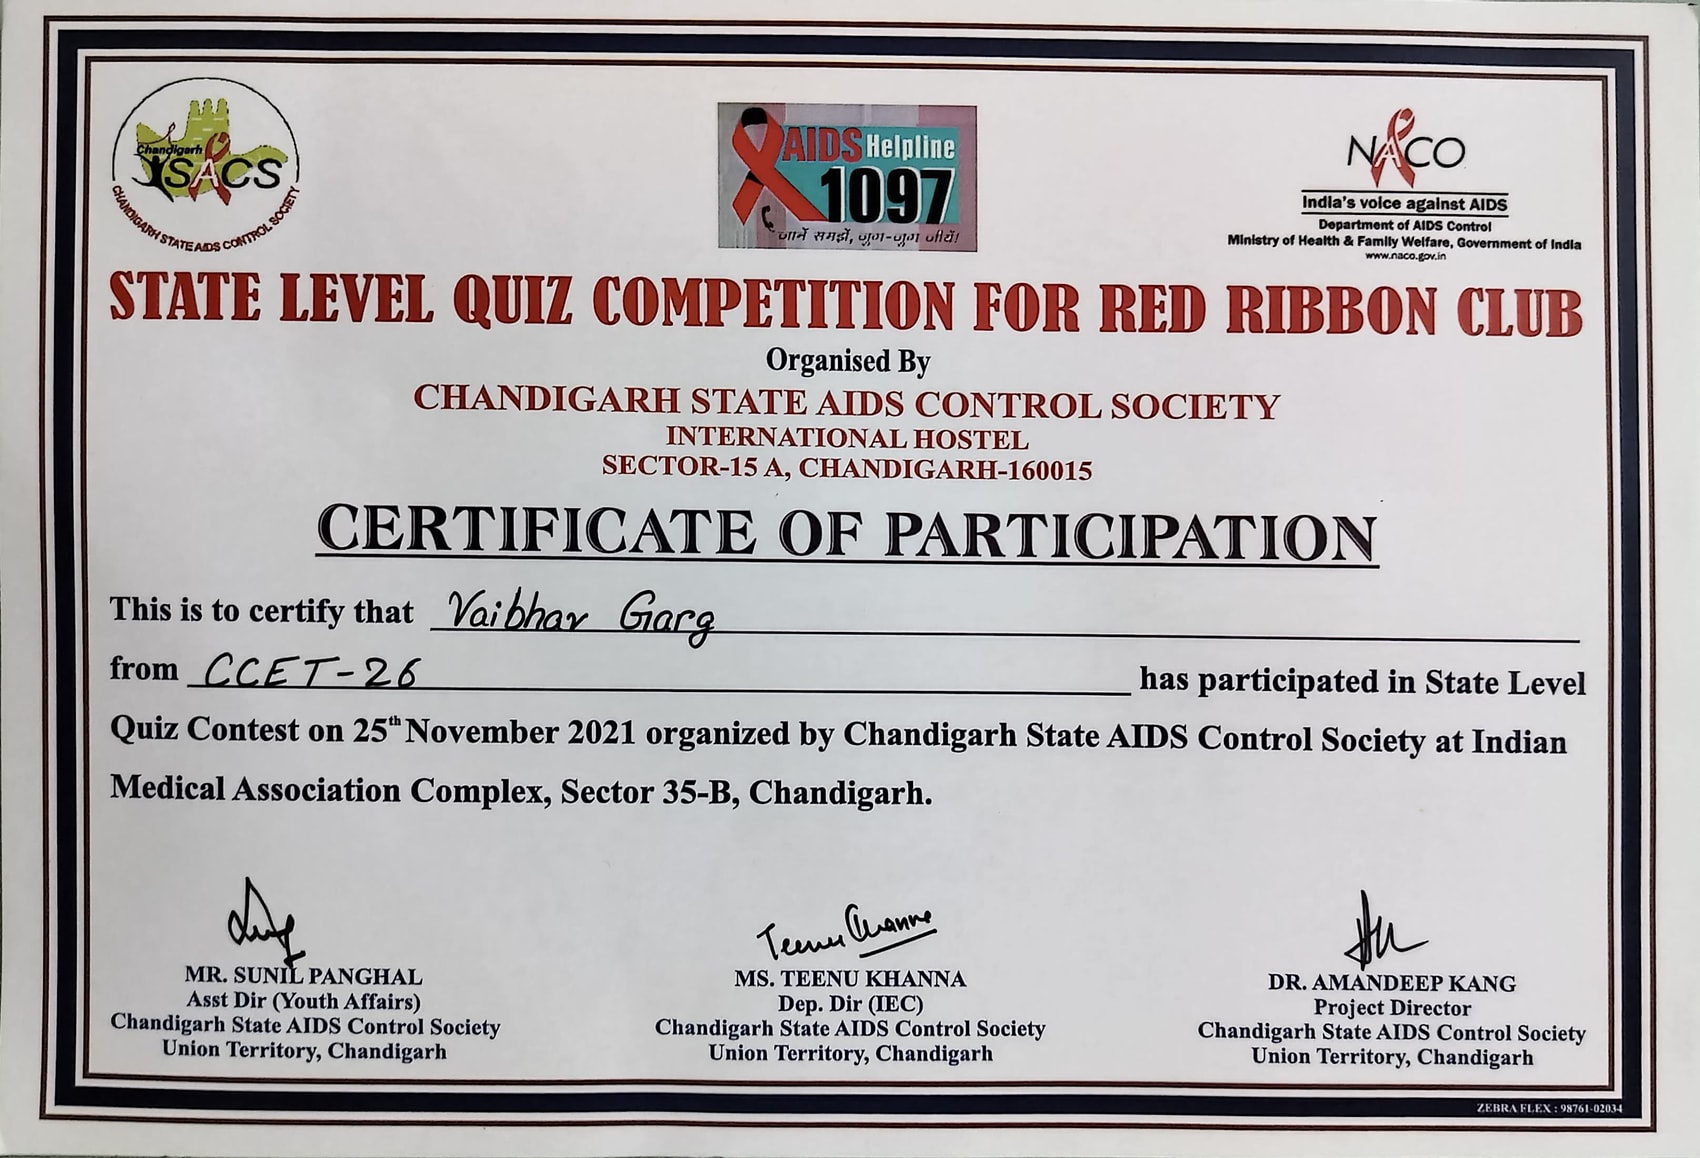 Chandigarh
SACS
CHANDIGARH STATE AIDS CONTROL SOCIETY
AIDS Helpline
1097
जानें समझें, जुग-जुग जीयें!
NACO
India's voice against AIDS
Department of AIDS Control
Ministry of Health & Family Welfare, Government of India
www.naco.gov.in
STATE LEVEL QUIZ COMPETITION FOR RED RIBBON CLUB
Organised By
CHANDIGARH STATE AIDS CONTROL SOCIETY
INTERNATIONAL HOSTEL
SECTOR-15 A, CHANDIGARH-160015
CERTIFICATE OF PARTICIPATION
This is to certify that Vaibhav Garg
from CCET-26 has participated in State Level
Quiz Contest on 25th November 2021 organized by Chandigarh State AIDS Control Society at Indian
Medical Association Complex, Sector 35-B, Chandigarh.
Teenu Khanna
MR. SUNIL PANGHAL
Asst Dir (Youth Affairs)
Chandigarh State AIDS Control Society
Union Territory, Chandigarh
MS. TEENU KHANNA
Dep. Dir (IEC)
Chandigarh State AIDS Control Society
Union Territory, Chandigarh
DR. AMANDEEP KANG
Project Director
Chandigarh State AIDS Control Society
Union Territory, Chandigarh
ZEBRA FLEX : 98761-02034